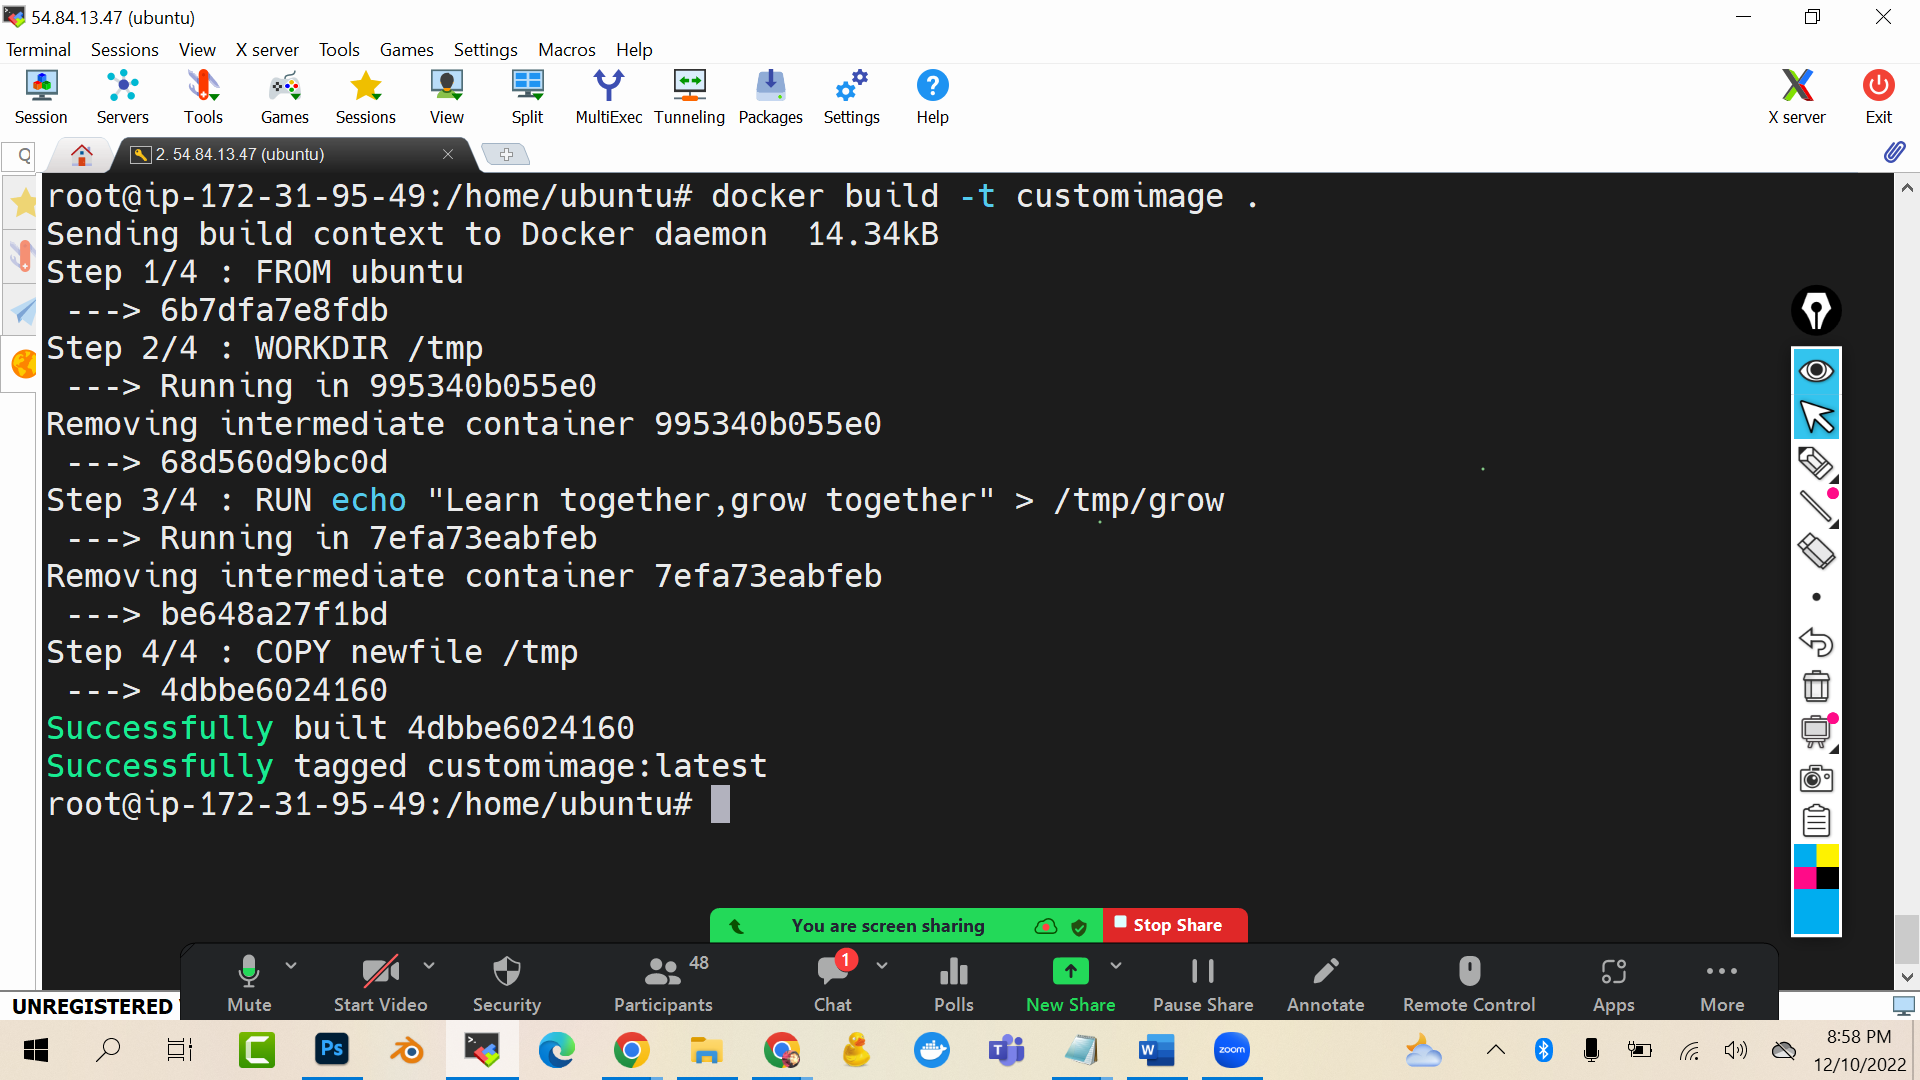 54.84.13.47 (ubuntu)
Terminal Sessions View X server Tools Games Settings Macros Help
Session Servers Tools Games Sessions View Split MultiExec Tunneling Packages Settings Help X server Exit
2. 54.84.13.47 (ubuntu)
root@ip-172-31-95-49:/home/ubuntu# docker build -t customimage .
Sending build context to Docker daemon  14.34kB
Step 1/4 : FROM ubuntu
 ---> 6b7dfa7e8fdb
Step 2/4 : WORKDIR /tmp
 ---> Running in 995340b055e0
Removing intermediate container 995340b055e0
 ---> 68d560d9bc0d
Step 3/4 : RUN echo "Learn together,grow together" > /tmp/grow
 ---> Running in 7efa73eabfeb
Removing intermediate container 7efa73eabfeb
 ---> be648a27f1bd
Step 4/4 : COPY newfile /tmp
 ---> 4dbbe6024160
Successfully built 4dbbe6024160
Successfully tagged customimage:latest
root@ip-172-31-95-49:/home/ubuntu#
You are screen sharing Stop Share
48 1
Mute Start Video Security Participants Chat Polls New Share Pause Share Annotate Remote Control Apps More
UNREGISTERED
Ps zoom W
8:58 PM
12/10/2022